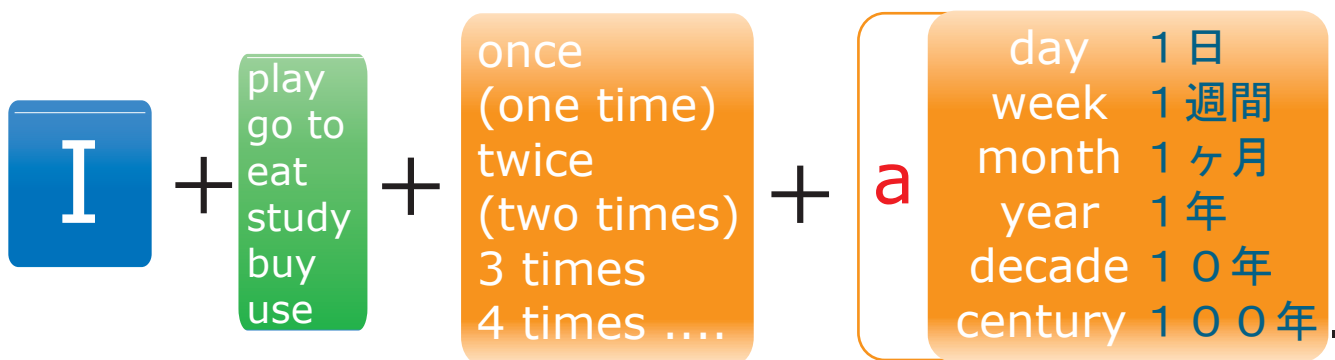 I
+
play
go to
eat
study
buy
use
+
once
(one time)
twice
(two times)
3 times
4 times ....
+
a
day １日
week １週間
month １ヶ月
year １年
decade １０年
century １００年.